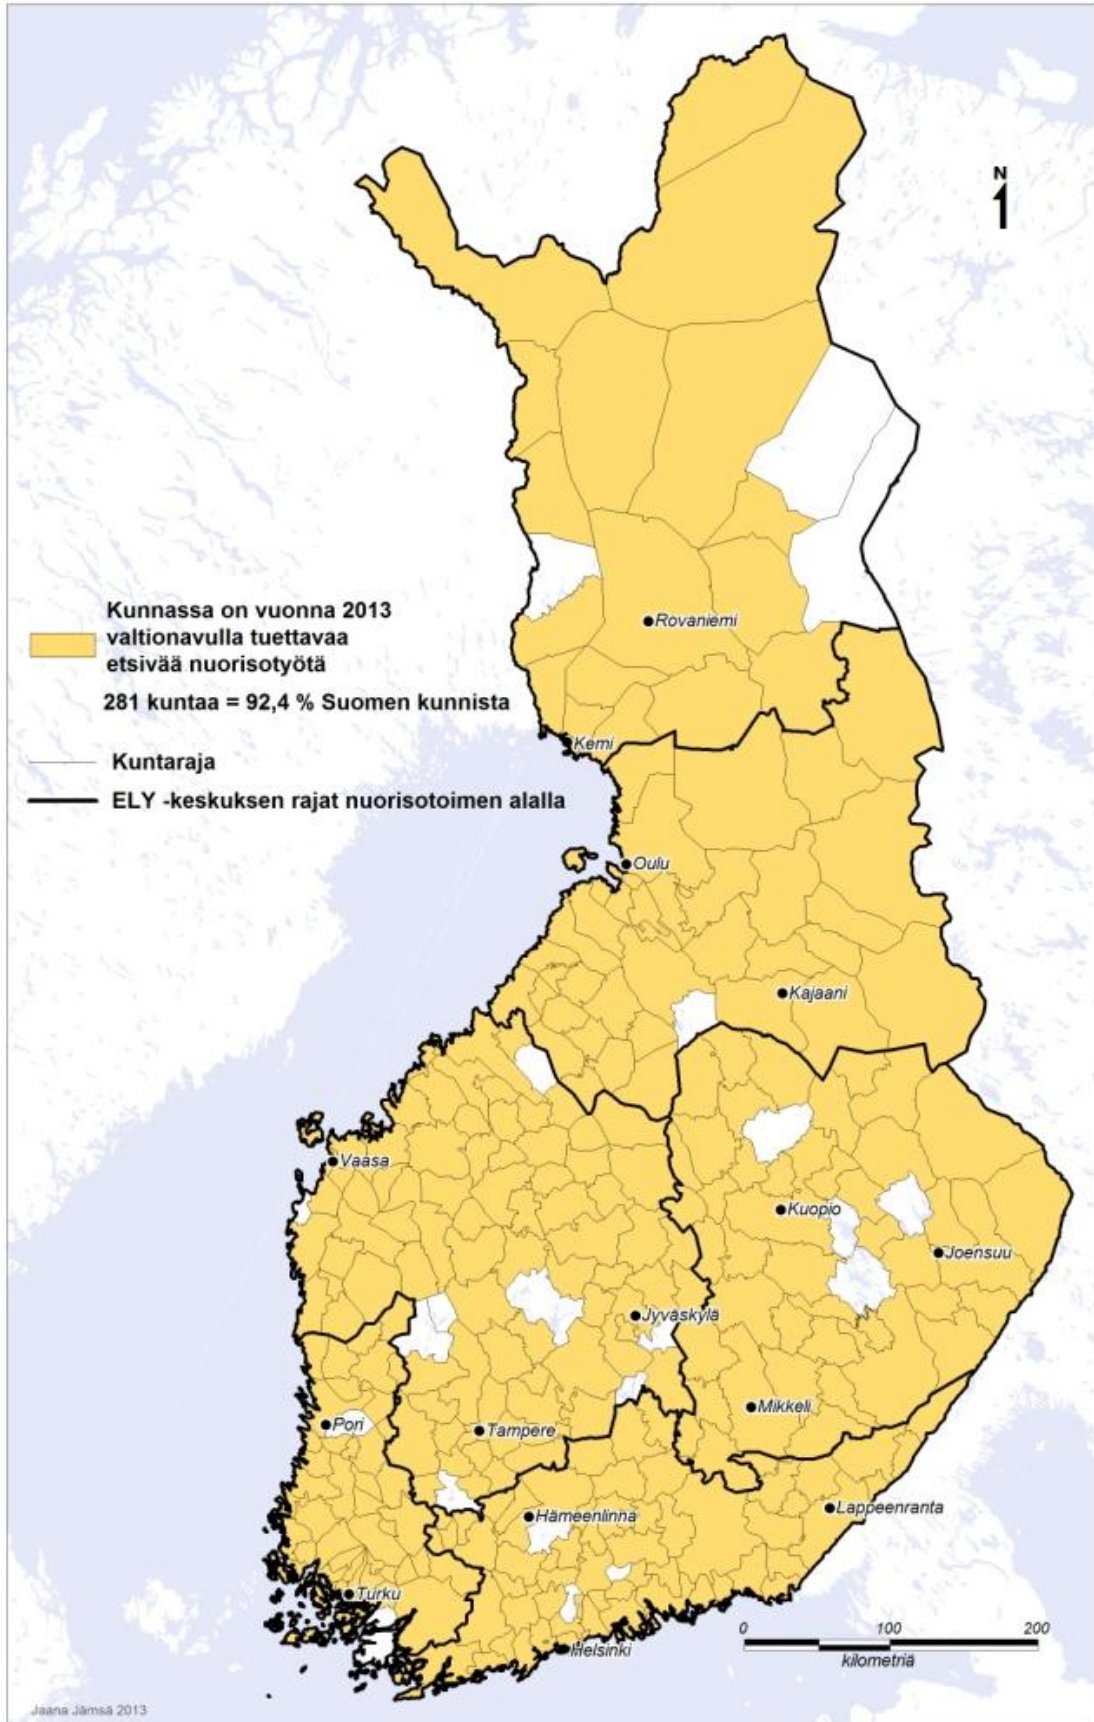 N
Kunnassa on vuonna 2013
valtionavulla tuettavaa
etsivää nuorisotyötä
281 kuntaa = 92,4 % Suomen kunnista
Kuntaraja
ELY -keskuksen rajat nuorisotoimen alalla
Rovaniemi
Kemi
Oulu
Kajaani
Vaasa
Kuopio
Joensuu
Jyväskylä
Mikkeli
Pori
Tampere
Lappeenranta
Hämeenlinna
Turku
Helsinki
0 100 200
kilometriä
Jaana Jämsä 2013